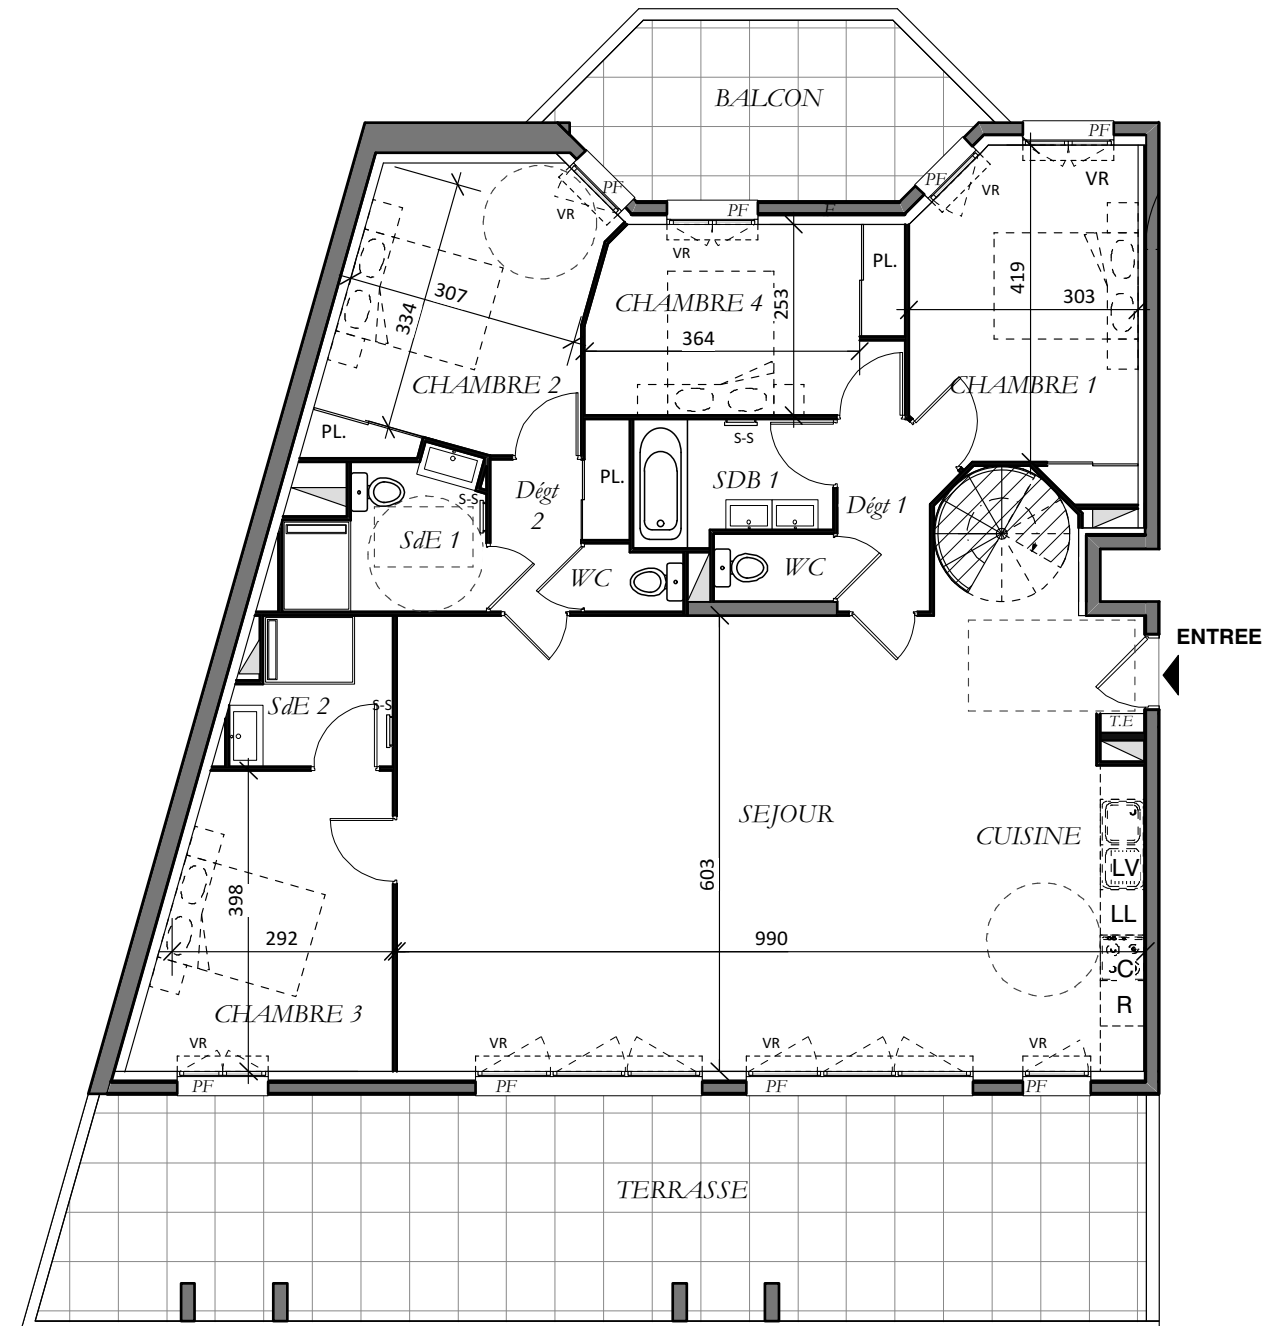 BALCON
PF
PF
VR
VR
PF
PF
F
VR
VR
PL.
419
303
307
334
CHAMBRE 4
253
364
CHAMBRE 2
CHAMBRE 1
PL.
S-S
SDB 1
PL.
Dégt
2
S-S
Dégt 1
SdE 1
WC
WC
ENTREE
SdE 2
S-S
T.E
SEJOUR
CUISINE
LV
603
398
LL
292
990
C
R
CHAMBRE 3
VR
VR
VR
VR
PF
PF
PF
PF
TERRASSE